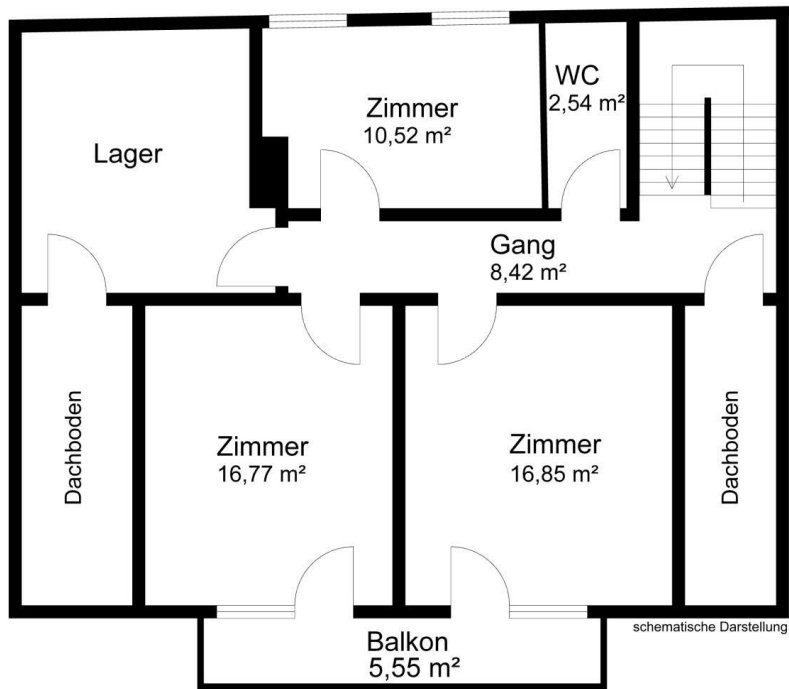 Zimmer
10,52 m²
WC
2,54 m²
Lager
Gang
8,42 m²
Dachboden
Zimmer
16,77 m²
Zimmer
16,85 m²
Dachboden
schematische Darstellung
Balkon
5,55 m²